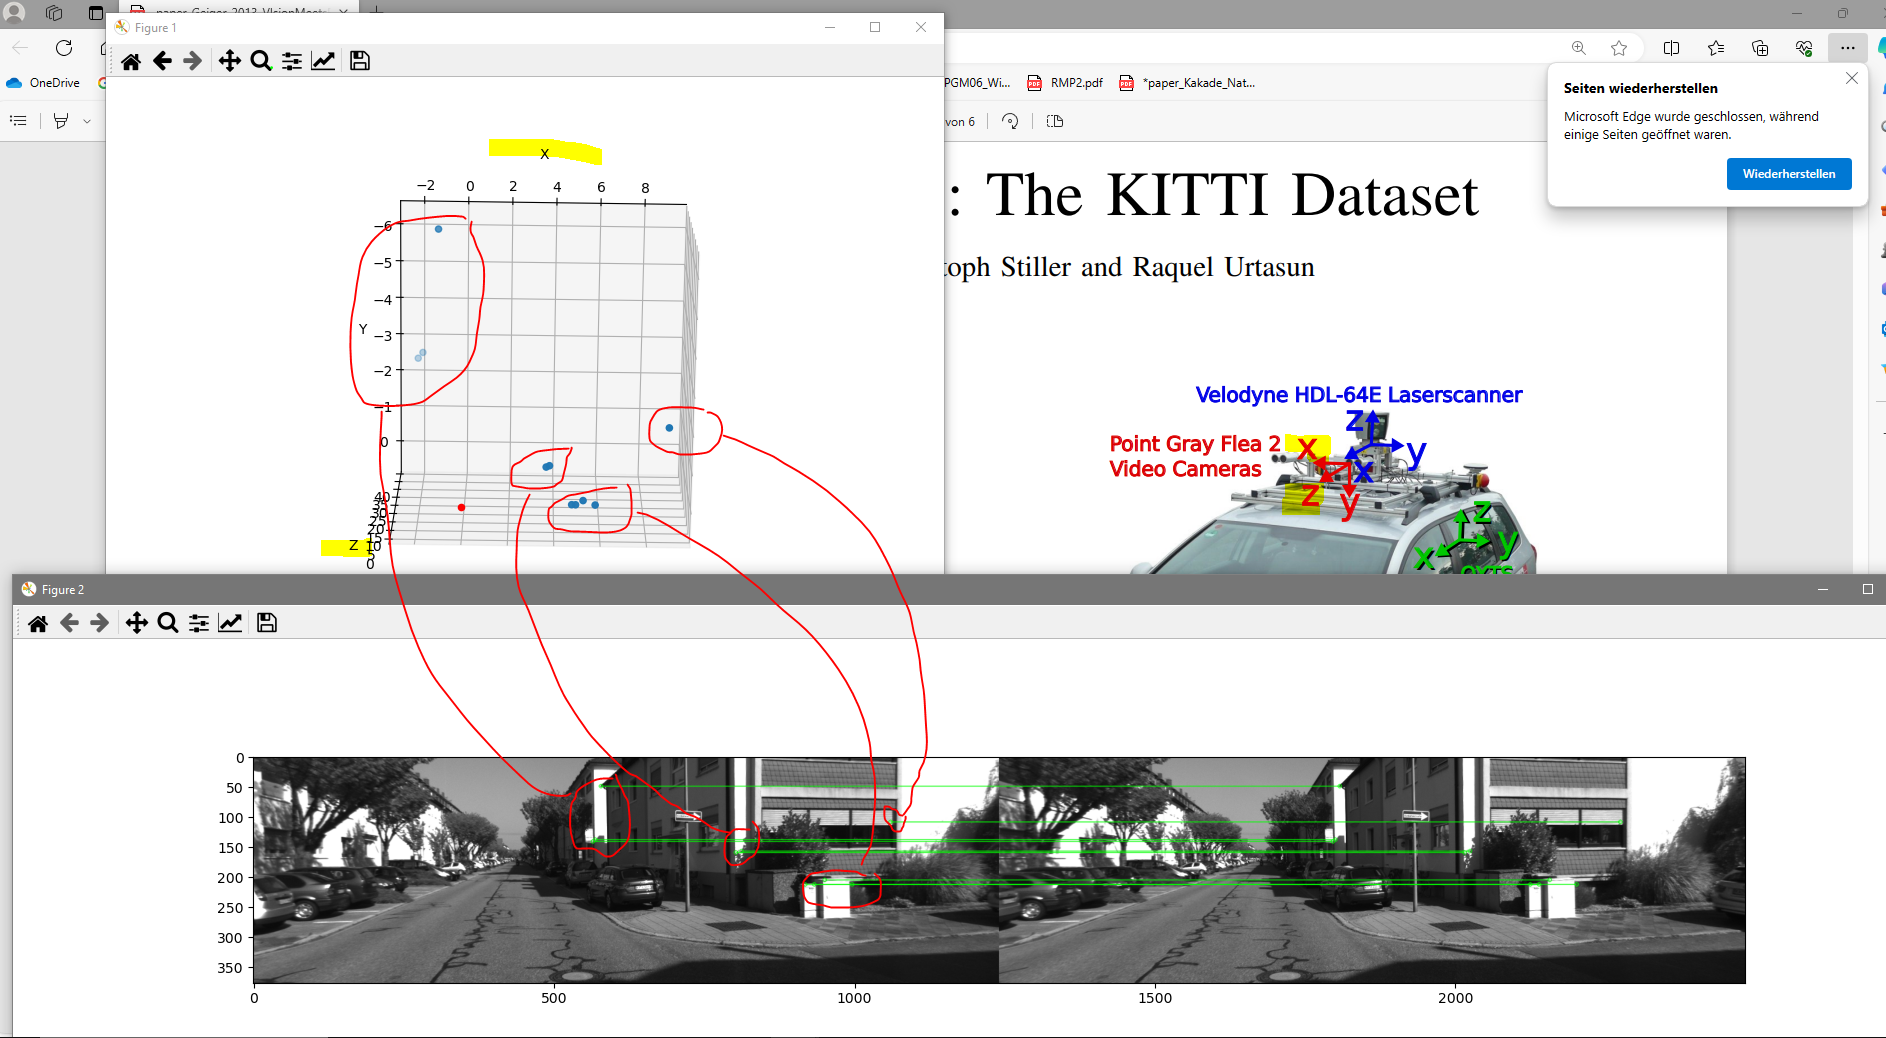 paper_Geiger_2013_VIsionMeets
Figure 1
OneDrive
PGM06_Wi...
RMP2.pdf
*paper_Kakade_Nat...
von 6
Seiten wiederherstellen
Microsoft Edge wurde geschlossen, während
einige Seiten geöffnet waren.
Wiederherstellen
: The KITTI Dataset
toph Stiller and Raquel Urtasun
X
−2 0 2 4 6 8
−6
−5
−4
Y −3
−2
−1
0
40
35
30
25
20
15
Z 10
5
0
Velodyne HDL-64E Laserscanner
z
Point Gray Flea 2 x y
Video Cameras x
z y
z
x y
OXTS
Figure 2
0
50
100
150
200
250
300
350
0 500 1000 1500 2000